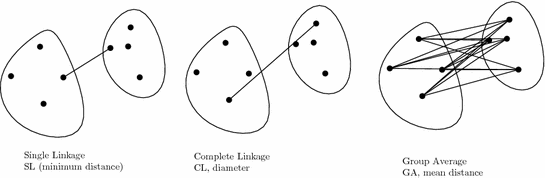 Single Linkage
SL (minimum distance)
Complete Linkage
CL, diameter
Group Average
GA, mean distance